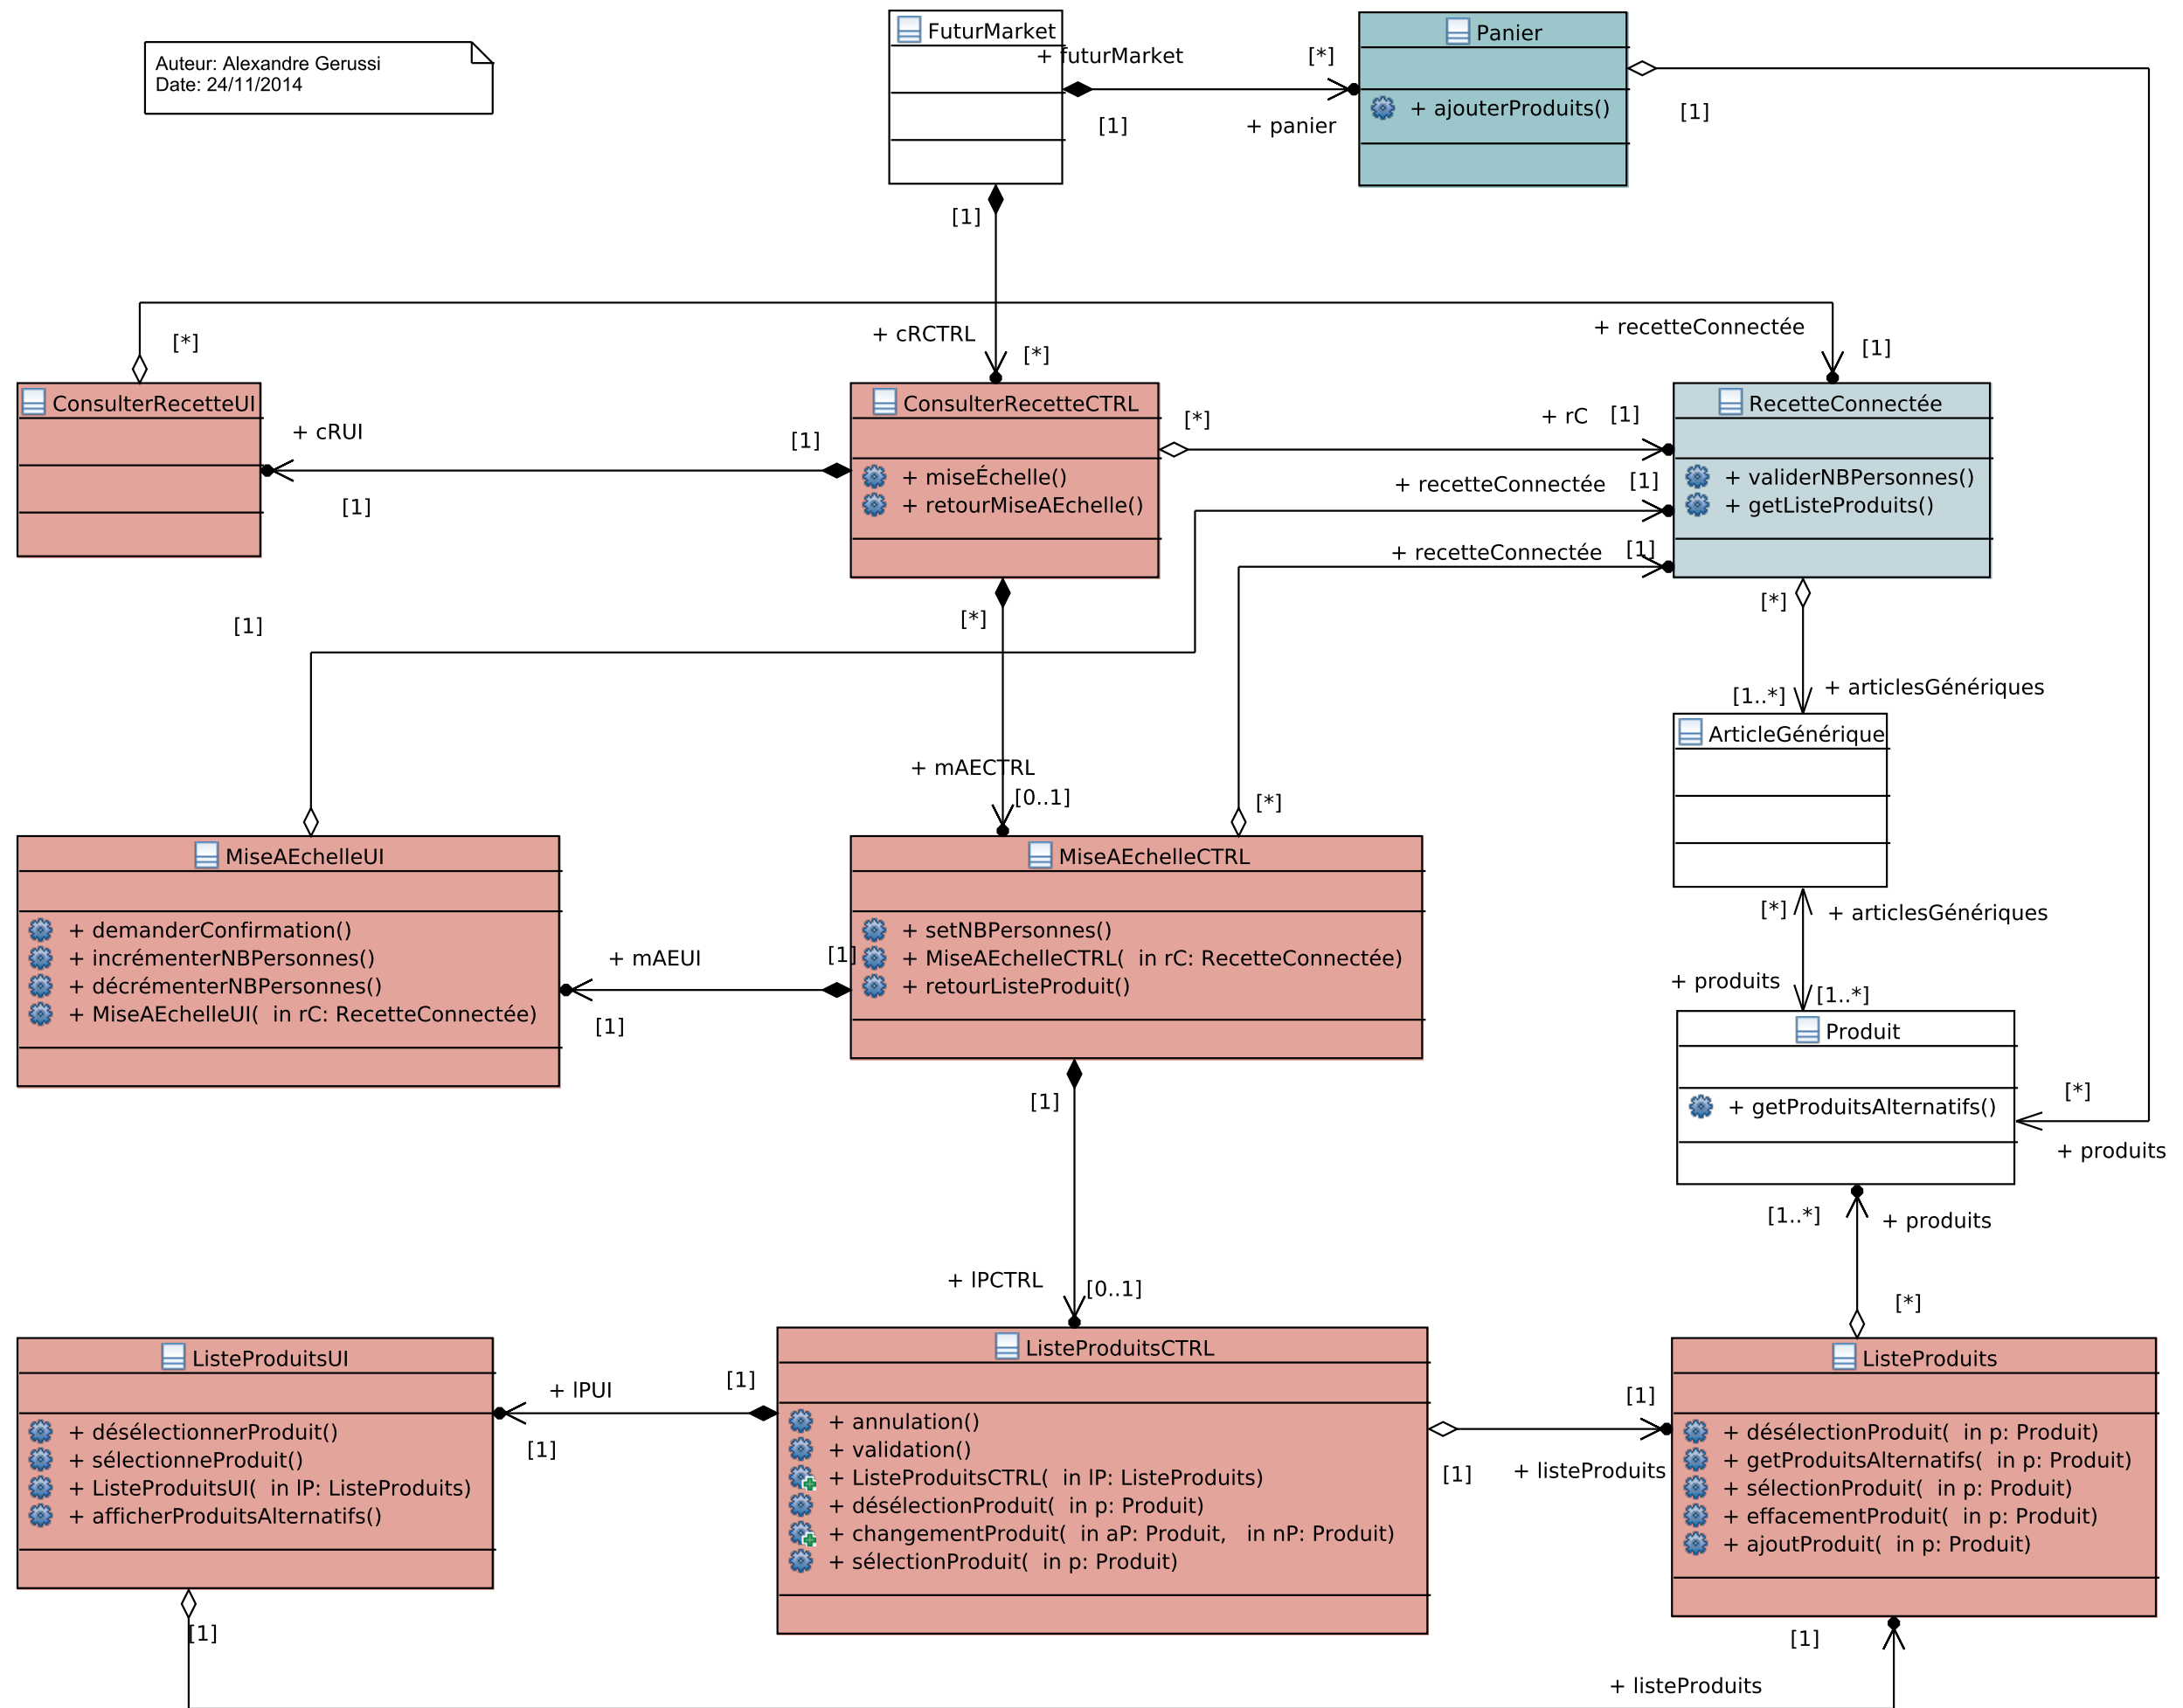 Auteur: Alexandre Gerussi
Date: 24/11/2014
FuturMarket
+ futurMarket
[*]
[1]
+ panier
Panier
+ ajouterProduits()
[1]
[1]
+ cRCTRL
[*]
[*]
+ recetteConnectée
[1]
ConsulterRecetteUI
+ cRUI
[1]
[1]
ConsulterRecetteCTRL
+ miseÉchelle()
+ retourMiseAEchelle()
[*]
+ rC
[1]
+ recetteConnectée
[1]
+ recetteConnectée
[1]
RecetteConnectée
+ validerNBPersonnes()
+ getListeProduits()
[*]
[*]
[1]
[1..*]
+ articlesGénériques
ArticleGénérique
+ mAECTRL
[0..1]
[*]
MiseAEchelleUI
+ demanderConfirmation()
+ incrémenterNBPersonnes()
+ décrémenterNBPersonnes()
+ MiseAEchelleUI(  in rC: RecetteConnectée)
+ mAEUI
[1]
[1]
MiseAEchelleCTRL
+ setNBPersonnes()
+ MiseAEchelleCTRL(  in rC: RecetteConnectée)
+ retourListeProduit()
[*]
+ articlesGénériques
+ produits
[1..*]
Produit
+ getProduitsAlternatifs()
[*]
+ produits
[1]
[1..*]
+ produits
[*]
+ lPCTRL
[0..1]
ListeProduitsUI
+ désélectionnerProduit()
+ sélectionneProduit()
+ ListeProduitsUI(  in lP: ListeProduits)
+ afficherProduitsAlternatifs()
+ lPUI
[1]
[1]
ListeProduitsCTRL
+ annulation()
+ validation()
+ ListeProduitsCTRL(  in lP: ListeProduits)
+ désélectionProduit(  in p: Produit)
+ changementProduit(  in aP: Produit,   in nP: Produit)
+ sélectionProduit(  in p: Produit)
[1]
[1]
+ listeProduits
ListeProduits
+ désélectionProduit(  in p: Produit)
+ getProduitsAlternatifs(  in p: Produit)
+ sélectionProduit(  in p: Produit)
+ effacementProduit(  in p: Produit)
+ ajoutProduit(  in p: Produit)
[1]
[1]
+ listeProduits